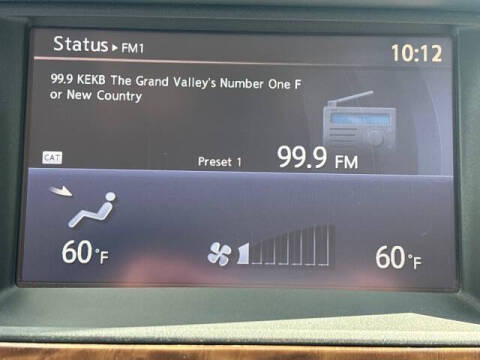 Status ▸ FM1
10:12
99.9 KEKB The Grand Valley's Number One F
or New Country
CAT
Preset 1
99.9 FM
60°F
60°F